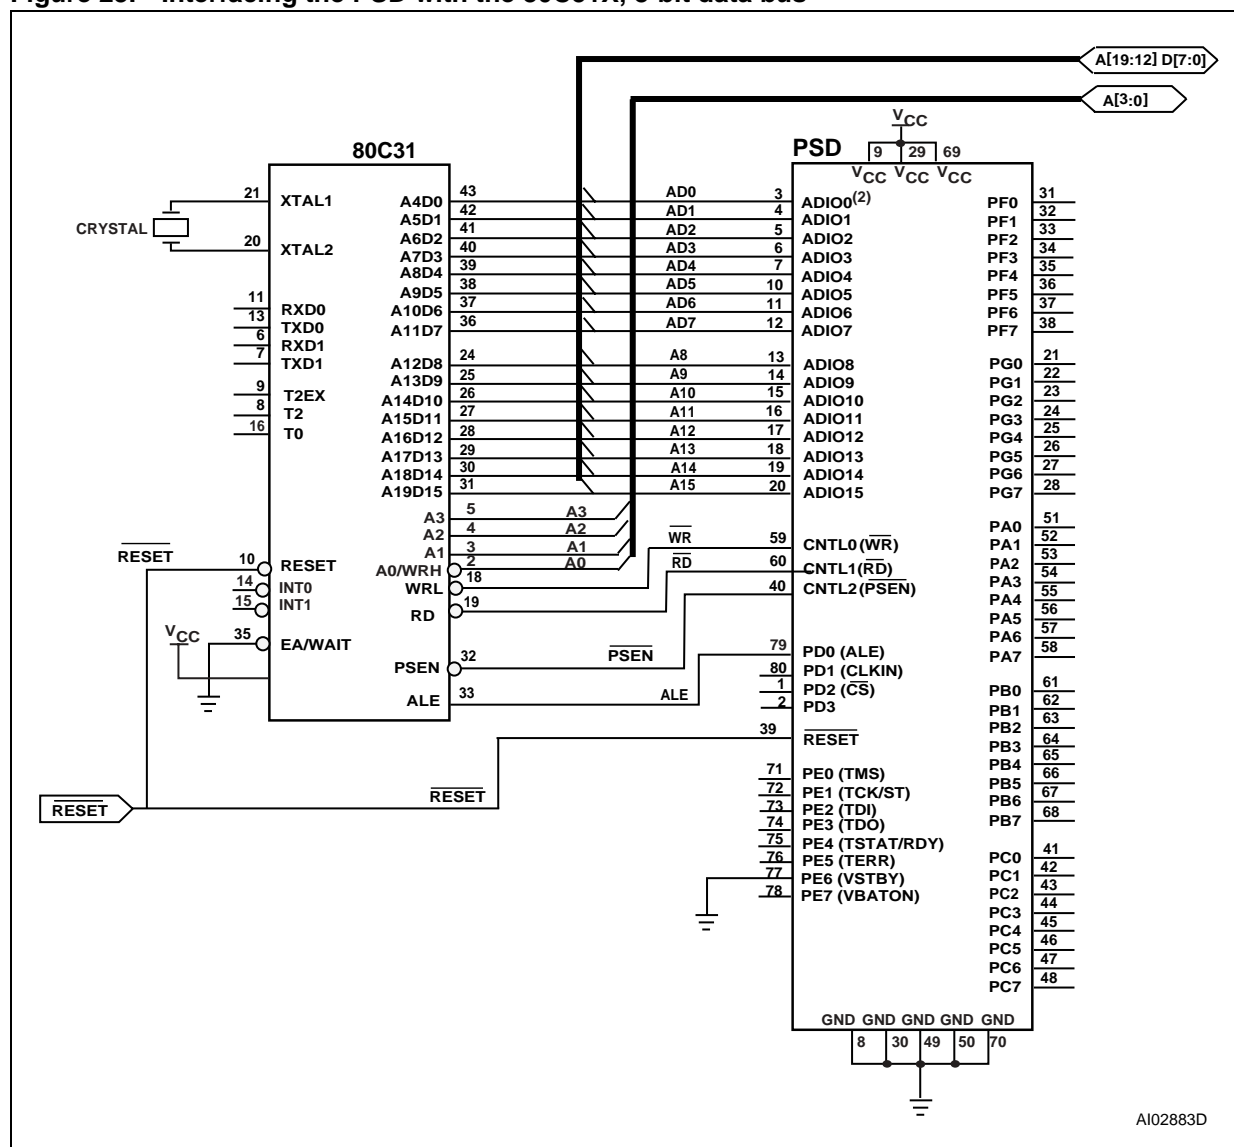 A[19:12] D[7:0]
A[3:0]
VCC
80C31
PSD
9 29 69
VCC VCC VCC
CRYSTAL
21 XTAL1
20 XTAL2
11 RXD0
13 TXD0
6 RXD1
7 TXD1
9 T2EX
8 T2
16 T0
RESET
10 RESET
14 INT0
15 INT1
VCC
35 EA/WAIT
A4D0 43 AD0 3 ADIO0(2)
A5D1 42 AD1 4 ADIO1
A6D2 41 AD2 5 ADIO2
A7D3 40 AD3 6 ADIO3
A8D4 39 AD4 7 ADIO4
A9D5 38 AD5 10 ADIO5
A10D6 37 AD6 11 ADIO6
A11D7 36 AD7 12 ADIO7
A12D8 24 A8 13 ADIO8
A13D9 25 A9 14 ADIO9
A14D10 26 A10 15 ADIO10
A15D11 27 A11 16 ADIO11
A16D12 28 A12 17 ADIO12
A17D13 29 A13 18 ADIO13
A18D14 30 A14 19 ADIO14
A19D15 31 A15 20 ADIO15
A3 5 A3
A2 4 A2
A1 3 A1
A0/WRH 2 A0
WRL 18
RD 19
PSEN 32 PSEN
ALE 33 ALE
WR 59 CNTL0 (WR)
RD 60 CNTL1(RD)
40 CNTL2 (PSEN)
79 PD0 (ALE)
80 PD1 (CLKIN)
1 PD2 (CS)
2 PD3
39 RESET
71 PE0 (TMS)
72 PE1 (TCK/ST)
73 PE2 (TDI)
74 PE3 (TDO)
75 PE4 (TSTAT/RDY)
76 PE5 (TERR)
77 PE6 (VSTBY)
78 PE7 (VBATON)
RESET
RESET
PF0 31
PF1 32
PF2 33
PF3 34
PF4 35
PF5 36
PF6 37
PF7 38
PG0 21
PG1 22
PG2 23
PG3 24
PG4 25
PG5 26
PG6 27
PG7 28
PA0 51
PA1 52
PA2 53
PA3 54
PA4 55
PA5 56
PA6 57
PA7 58
PB0 61
PB1 62
PB2 63
PB3 64
PB4 65
PB5 66
PB6 67
PB7 68
PC0 41
PC1 42
PC2 43
PC3 44
PC4 45
PC5 46
PC6 47
PC7 48
GND GND GND GND GND
8 30 49 50 70
AI02883D